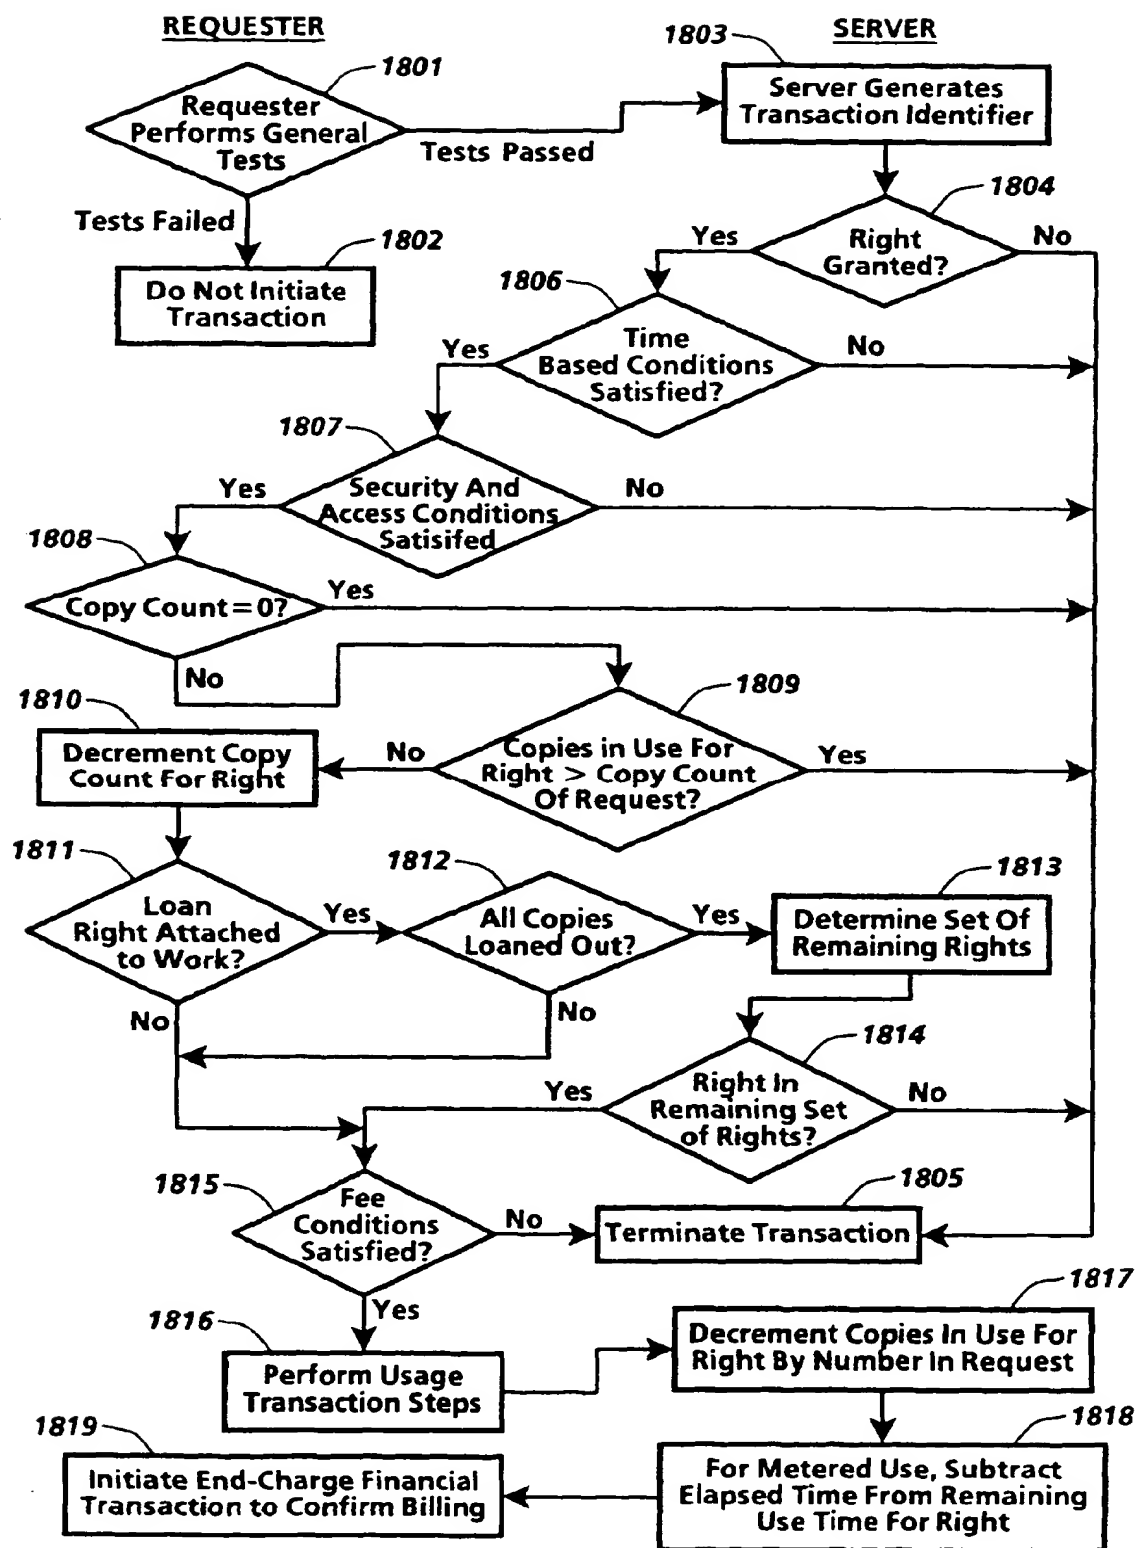 REQUESTER
SERVER
1801
Requester
Performs General
Tests
Tests Passed
1803
Server Generates
Transaction Identifier
Tests Failed
1802
Do Not Initiate
Transaction
1804
Right
Granted?
Yes
No
1806
Time
Based Conditions
Satisfied?
Yes
No
1807
Security And
Access Conditions
Satisifed
Yes
No
1808
Copy Count = 0?
Yes
No
1809
Copies in Use For
Right > Copy Count
Of Request?
No
Yes
1810
Decrement Copy
Count For Right
1811
Loan
Right Attached
to Work?
Yes
No
1812
All Copies
Loaned Out?
Yes
No
1813
Determine Set Of
Remaining Rights
1814
Right In
Remaining Set
of Rights?
Yes
No
1815
Fee
Conditions
Satisfied?
No
Yes
1805
Terminate Transaction
1816
Perform Usage
Transaction Steps
1817
Decrement Copies In Use For
Right By Number In Request
1818
For Metered Use, Subtract
Elapsed Time From Remaining
Use Time For Right
1819
Initiate End-Charge Financial
Transaction to Confirm Billing